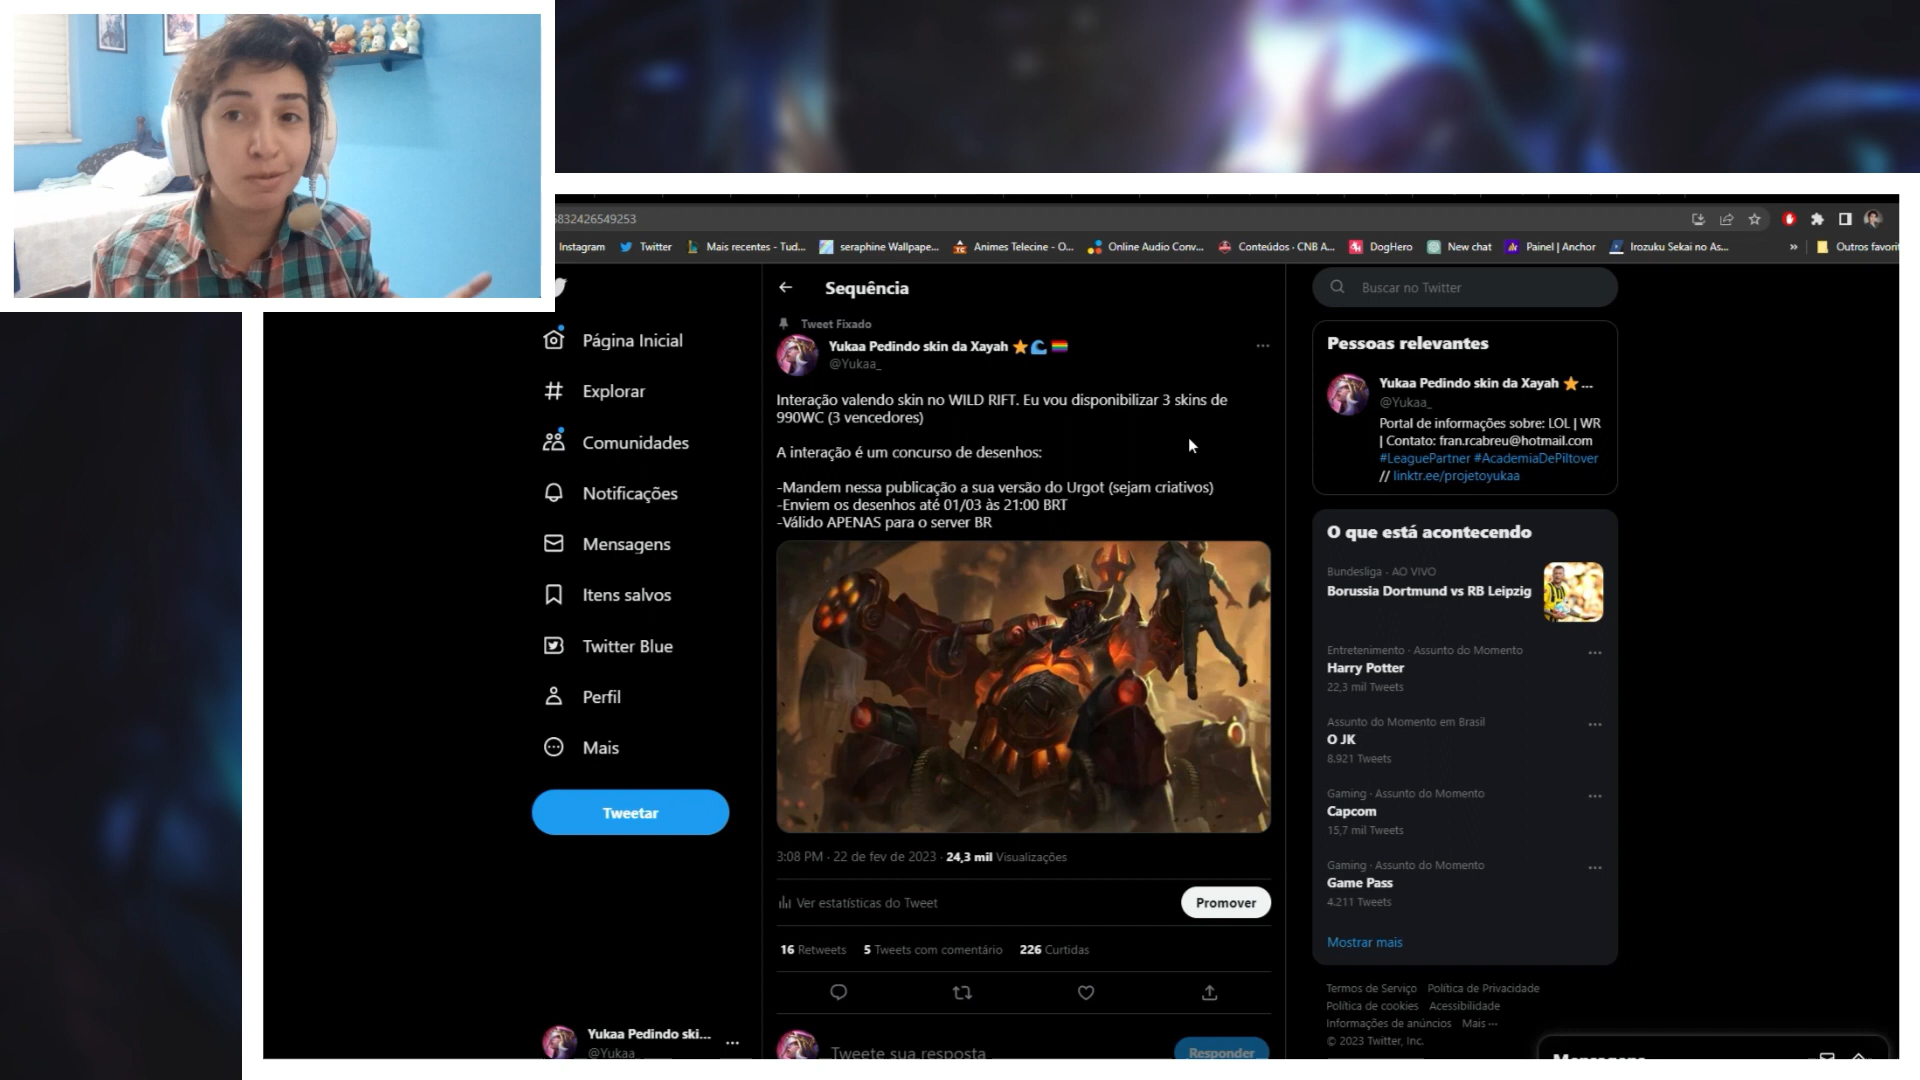 5832426549253
Instagram
Twitter
Mais recentes - Tud...
seraphine Wallpape...
Animes Telecine - O...
Online Audio Conv...
Conteúdos · CNB A...
DogHero
New chat
Painel | Anchor
Irozuku Sekai no As...
»
Outros favorit
Página Inicial
Explorar
Comunidades
Notificações
Mensagens
Itens salvos
Twitter Blue
Perfil
Mais
Tweetar
Yukaa Pedindo ski...
@Yukaa_
Sequência
Tweet Fixado
Yukaa Pedindo skin da Xayah
@Yukaa_
Interação valendo skin no WILD RIFT. Eu vou disponibilizar 3 skins de
990WC (3 vencedores)
A interação é um concurso de desenhos:
-Mandem nessa publicação a sua versão do Urgot (sejam criativos)
-Enviem os desenhos até 01/03 às 21:00 BRT
-Válido APENAS para o server BR
3:08 PM · 22 de fev de 2023 · 24,3 mil Visualizações
Ver estatísticas do Tweet
Promover
16 Retweets 5 Tweets com comentário 226 Curtidas
Tweete sua resposta
Responder
Buscar no Twitter
Pessoas relevantes
Yukaa Pedindo skin da Xayah ...
@Yukaa_
Portal de informações sobre: LOL | WR
| Contato: fran.rcabreu@hotmail.com
#LeaguePartner #AcademiaDePiltover
// linktr.ee/projetoyukaa
O que está acontecendo
Bundesliga · AO VIVO
Borussia Dortmund vs RB Leipzig
Entretenimento · Assunto do Momento
Harry Potter
22,3 mil Tweets
Assunto do Momento em Brasil
O JK
8.921 Tweets
Gaming · Assunto do Momento
Capcom
15,7 mil Tweets
Gaming · Assunto do Momento
Game Pass
4.211 Tweets
Mostrar mais
Termos de Serviço Política de Privacidade
Política de cookies Acessibilidade
Informações de anúncios Mais ···
© 2023 Twitter, Inc.
Mensagens